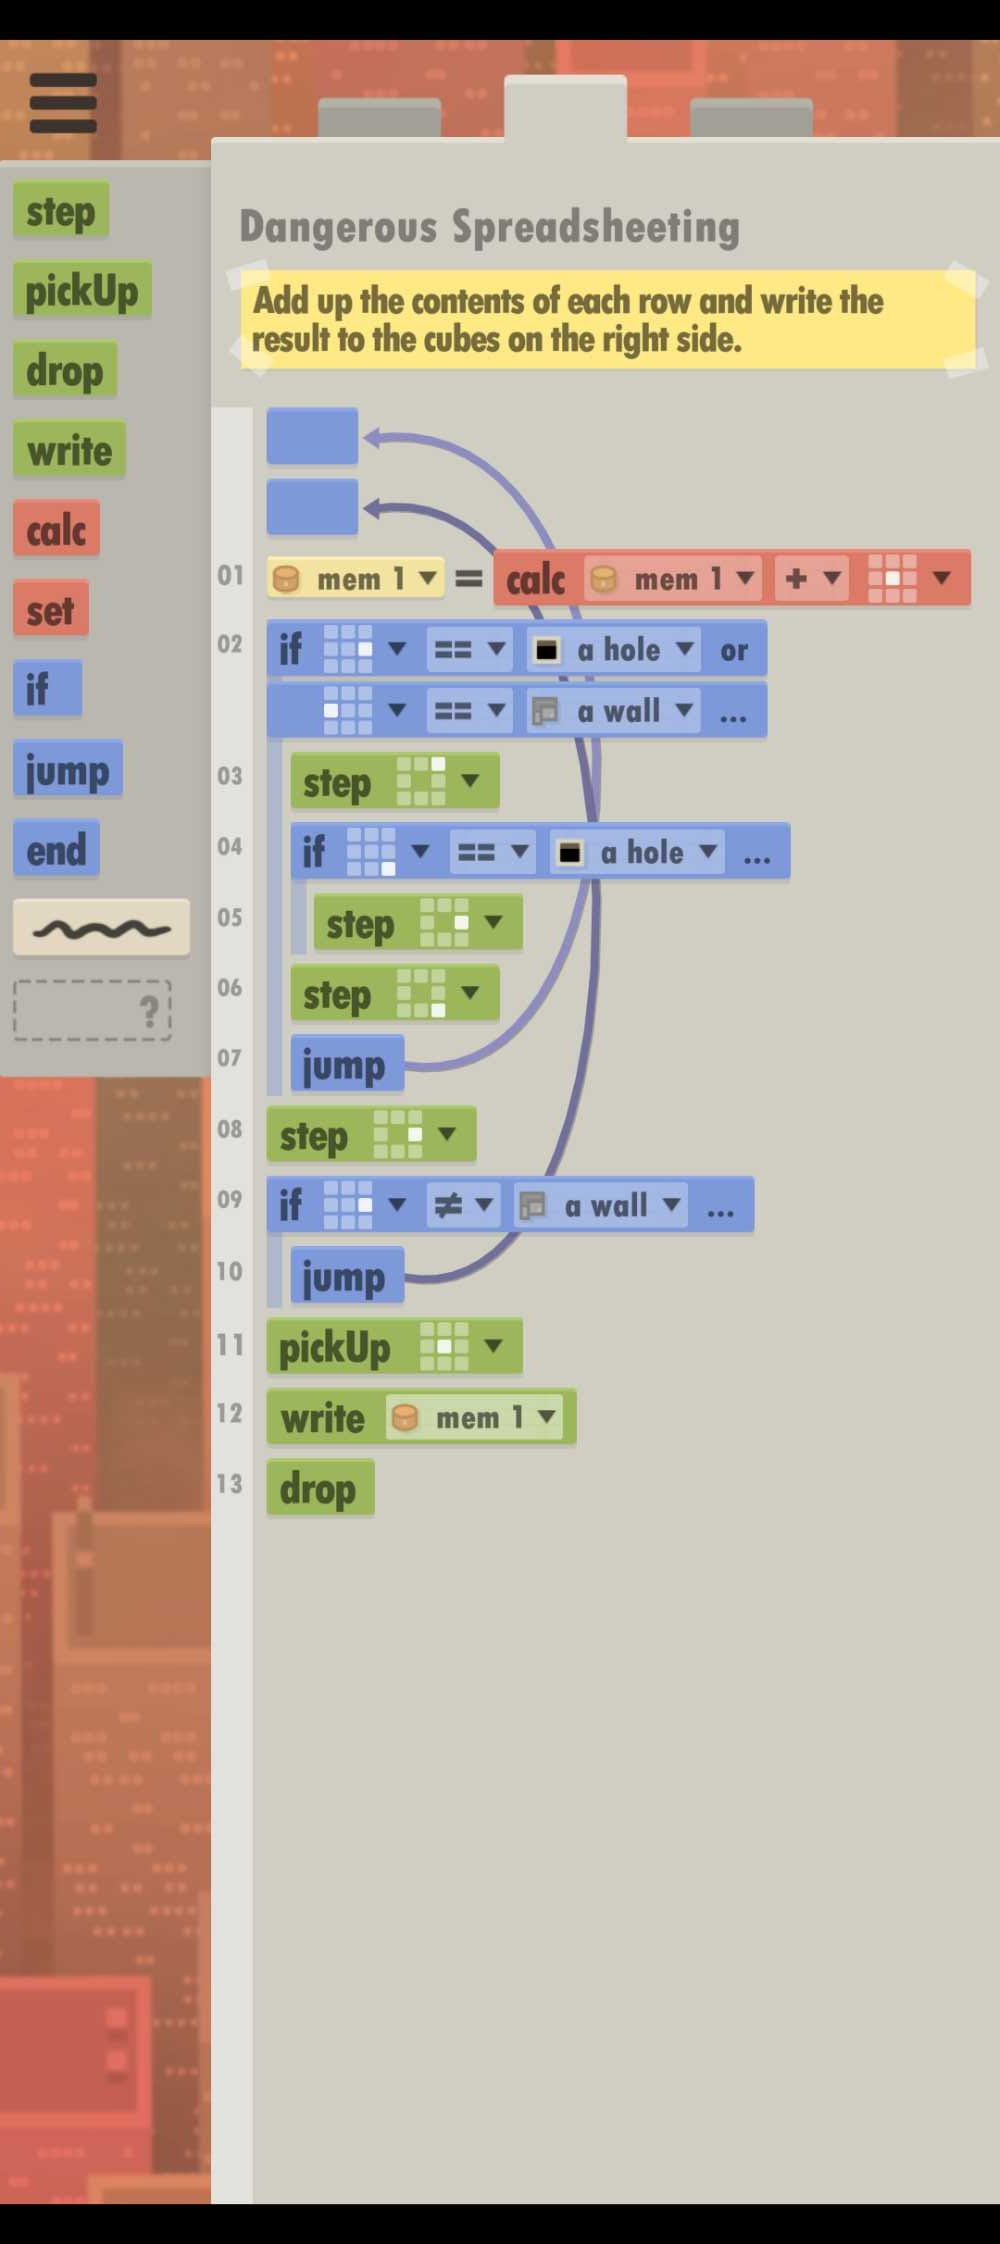 step
pickUp
drop
write
calc
set
if
jump
end
?
Dangerous Spreadsheeting
Add up the contents of each row and write the
result to the cubes on the right side.
01 mem 1 = calc mem 1 +
02 if == a hole or
== a wall ...
03 step
04 if == a hole ...
05 step
06 step
07 jump
08 step
09 if ≠ a wall ...
10 jump
11 pickUp
12 write mem 1
13 drop